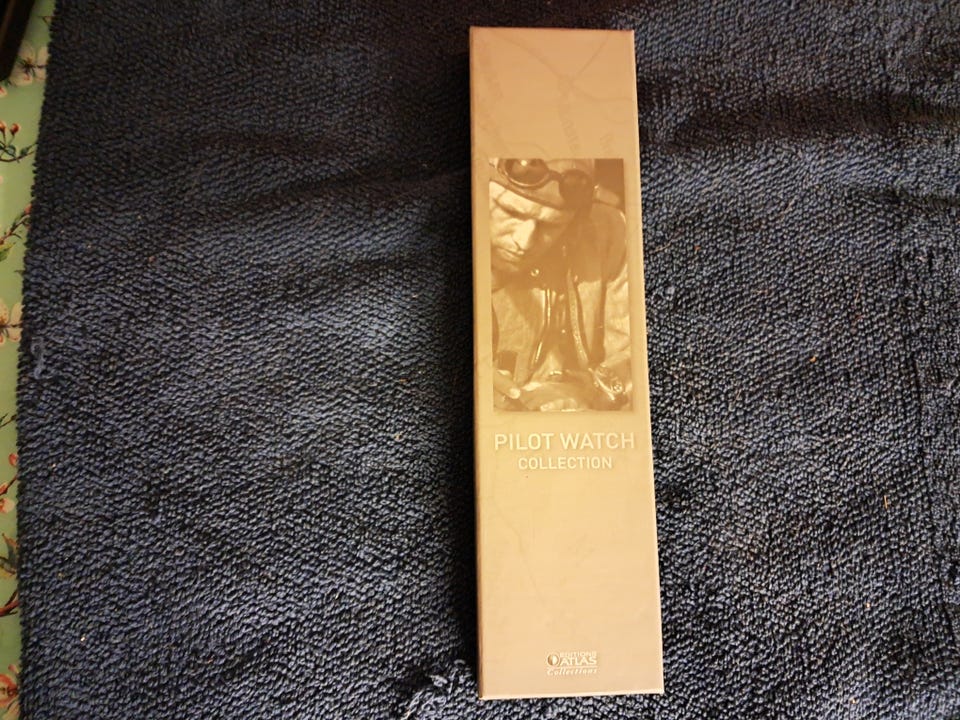 PILOT WATCH
COLLECTION
EDITIONS
ATLAS
Collections